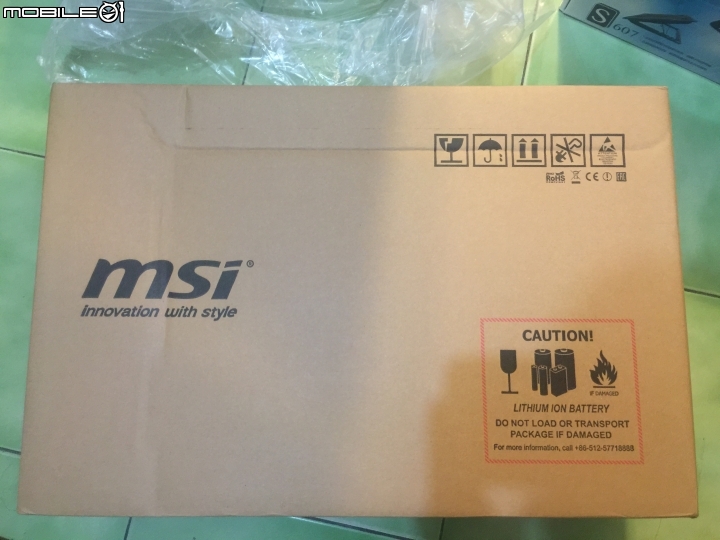 MOBILE01
S 607
RoHS
CE
msi®
innovation with style
CAUTION!
IF DAMAGED
LITHIUM ION BATTERY
DO NOT LOAD OR TRANSPORT
PACKAGE IF DAMAGED
For more information, call +86-512-57718888